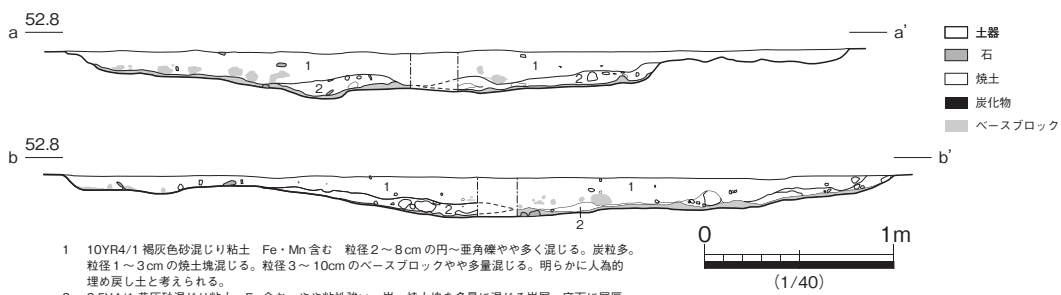 52.8
a
a'
1
1
2
2
土器
石
焼土
炭化物
ベースブロック
52.8
b
b'
1
1
2
2
1 10YR4/1 褐灰色砂混じり粘土 Fe・Mn 含む 粒径２～８cm の円～亜角礫やや多く混じる。炭粒多。
粒径１～３cm の焼土塊混じる。粒径３～10cm のベースブロックやや多量混じる。明らかに人為的
埋め戻し土と考えられる。
0
1m
(1/40)